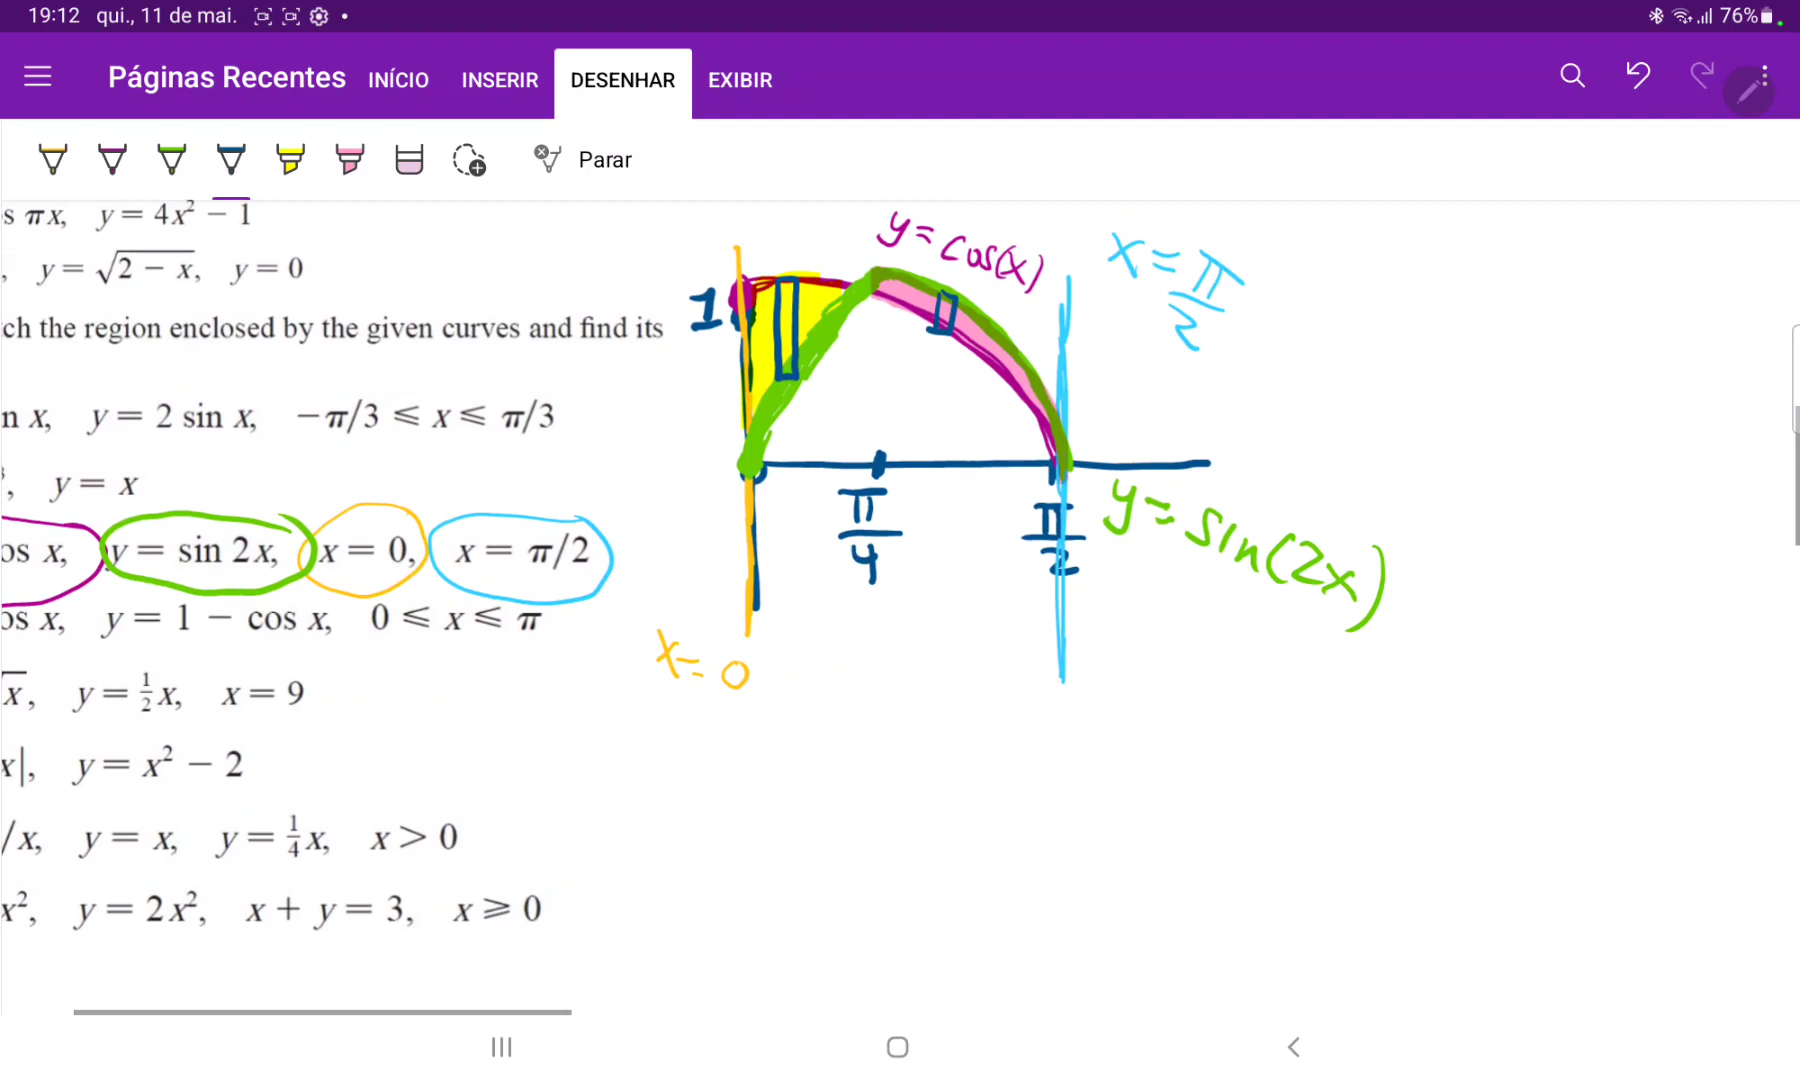 19:12 qui., 11 de mai.
76%
Páginas Recentes INÍCIO INSERIR DESENHAR EXIBIR
Parar
s πx, y = 4x² − 1
, y = √(2 − x), y = 0
ch the region enclosed by the given curves and find its
n x, y = 2 sin x, −π/3 ⩽ x ⩽ π/3
³, y = x
os x, y = sin 2x, x = 0, x = π/2
os x, y = 1 − cos x, 0 ⩽ x ⩽ π
x, y = ½x, x = 9
x|, y = x² − 2
/x, y = x, y = ¼x, x > 0
x², y = 2x², x + y = 3, x ⩾ 0
y = cos(x)
x = π/2
1
π/4
π/2
y = sin(2x)
x = 0